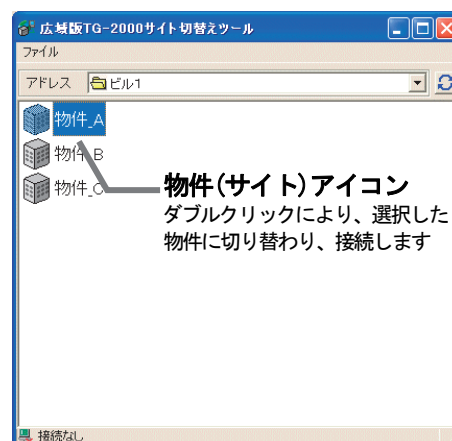 広域版TG-2000サイト切替えツール
ファイル
アドレス ビル1
物件_A
物件_B
物件_C
物件(サイト)アイコン
ダブルクリックにより、選択した
物件に切り替わり、接続します
接続なし